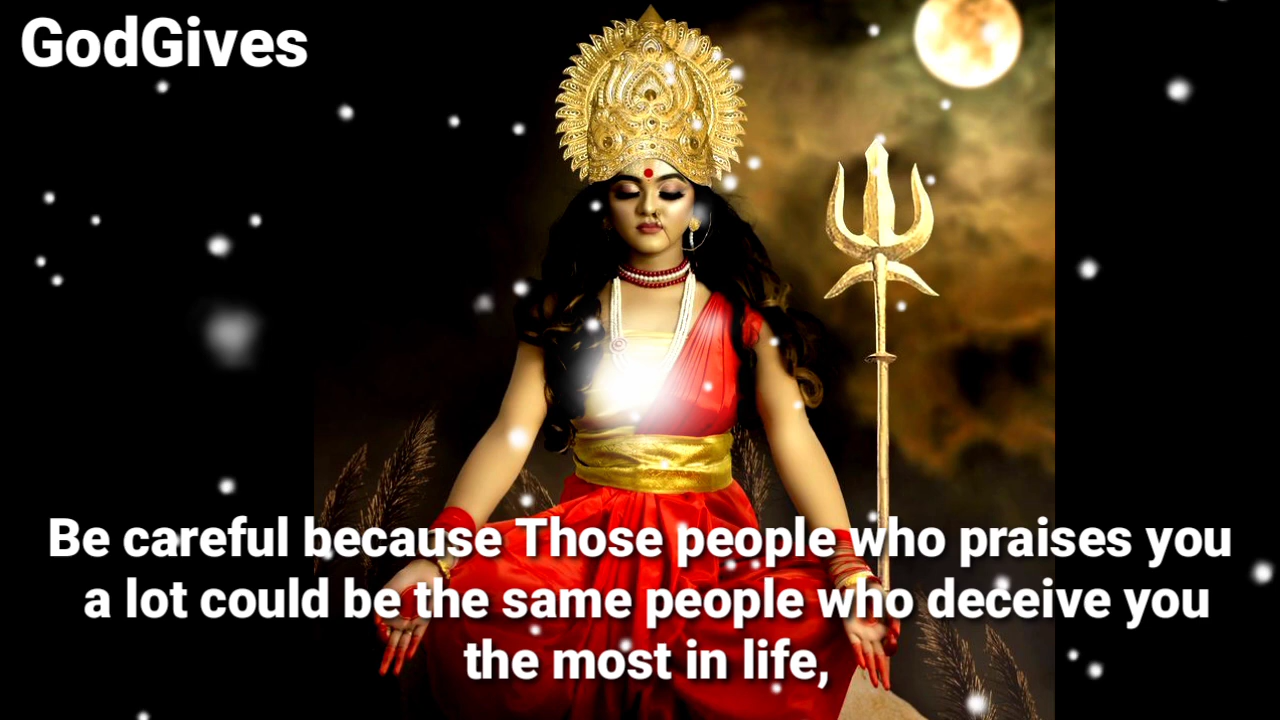 GodGives
Be careful because Those people who praises you
a lot could be the same people who deceive you
the most in life,